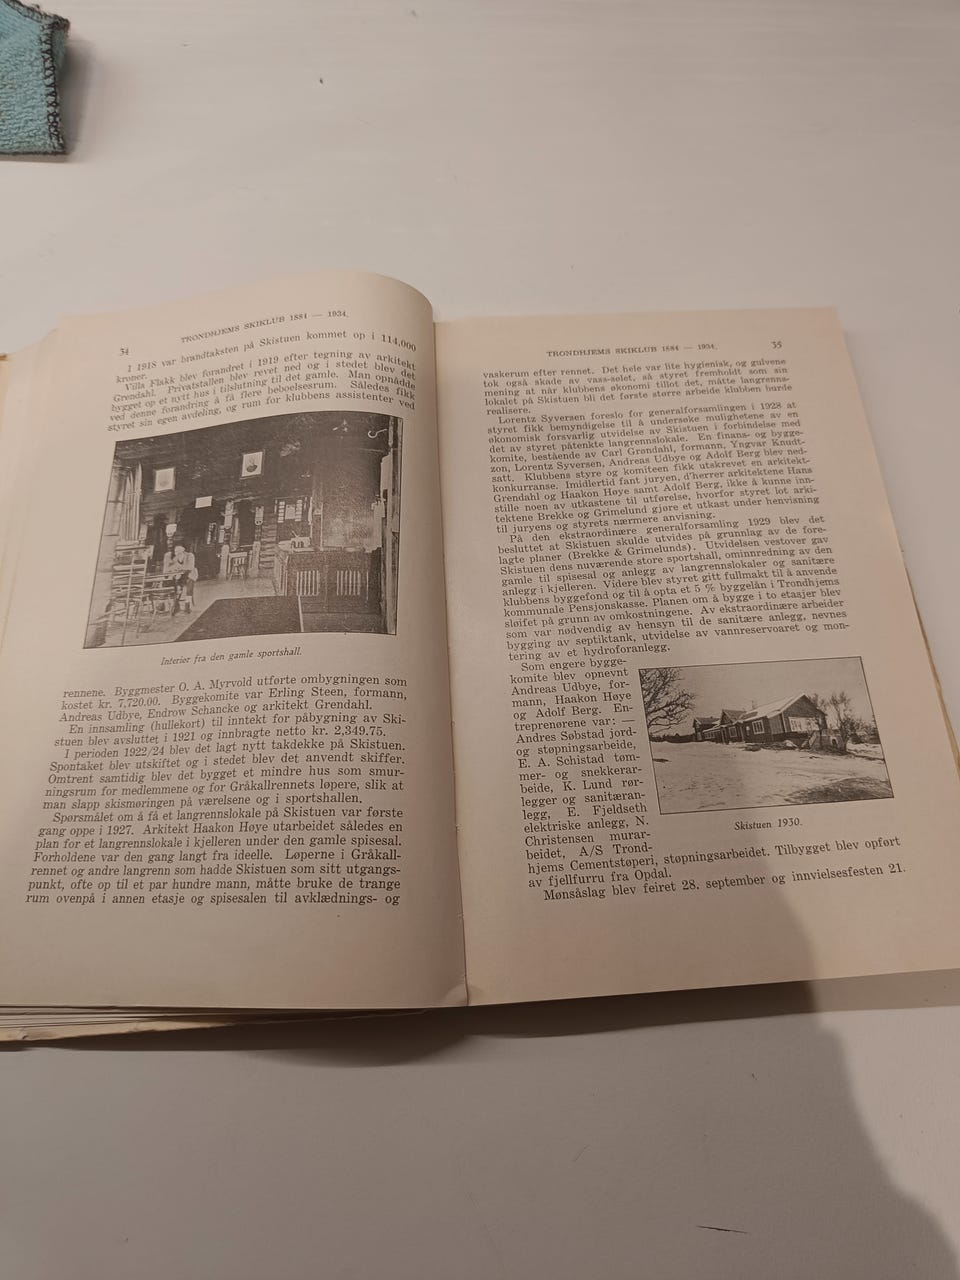 34
TRONDHJEMS SKIKLUB 1884 — 1934.
I 1918 var brandtaksten på Skistuen kommet op i 114,000
kroner.
Villa Flakk blev forandret i 1919 efter tegning av arkitekt
Grendahl. Privatstallen blev revet ned og i stedet blev det
bygget op et nytt hus i tilslutning til det gamle. Man opnådde
ved denne forandring å få flere beboelsesrum. Således fikk
styret sin egen avdeling, og rum for klubbens assistenter ved
Interiør fra den gamle sportshall.
rennene. Byggmester O. A. Myrvold utførte ombygningen som
kostet kr. 7,720.00. Byggekomite var Erling Steen, formann,
Andreas Udbye, Endrow Schancke og arkitekt Grendahl.
En innsamling (hullekort) til inntekt for påbygning av Ski-
stuen blev avsluttet i 1921 og innbragte netto kr. 2,349.75.
I perioden 1922/24 blev det lagt nytt takdekke på Skistuen.
Spontaket blev utskiftet og i stedet blev det anvendt skiffer.
Omtrent samtidig blev det bygget et mindre hus som smur-
ningsrum for medlemmene og for Gråkallrennets løpere, slik at
man slapp skismøringen på værelsene og i sportshallen.
Spørsmålet om å få et langrennslokale på Skistuen var første
gang oppe i 1927. Arkitekt Haakon Høye utarbeidet således en
plan for et langrennslokale i kjelleren under den gamle spisesal.
Forholdene var den gang langt fra ideelle. Løperne i Gråkall-
rennet og andre langrenn som hadde Skistuen som sitt utgangs-
punkt, ofte op til et par hundre mann, måtte bruke de trange
rum ovenpå i annen etasje og spisesalen til avklædnings- og
TRONDHJEMS SKIKLUB 1884 — 1934.
35
vaskerum efter rennet. Det hele var lite hygienisk, og gulvene
tok også skade av vass-sølet, så styret fremholdt som sin
mening at når klubbens økonomi tillot det, måtte langrenns-
lokalet på Skistuen bli det første større arbeide klubben burde
realisere.
Lorentz Syversen foreslo for generalforsamlingen i 1928 at
styret fikk bemyndigelse til å undersøke mulighetene av en
økonomisk forsvarlig utvidelse av Skistuen i forbindelse med
det av styret påtenkte langrennslokale. En finans- og bygge-
komite, bestående av Carl Grøndahl, formann, Yngvar Knudt-
zon, Lorentz Syversen, Andreas Udbye og Adolf Berg blev ned-
satt. Klubbens styre og komiteen fikk utskrevet en arkitekt-
konkurranse. Imidlertid fant juryen, d'herrer arkitektene Hans
Grendahl og Haakon Høye samt Adolf Berg, ikke å kunne inn-
stille noen av utkastene til utførelse, hvorfor styret lot arki-
tektene Brekke og Grimelund gjøre et utkast under henvisning
til juryens og styrets nærmere anvisning.
På den ekstraordinære generalforsamling 1929 blev det
besluttet at Skistuen skulde utvides på grunnlag av de fore-
lagte planer (Brekke & Grimelunds). Utvidelsen vestover gav
Skistuen dens nuværende store sportshall, ominnredning av den
gamle til spisesal og anlegg av langrennslokaler og sanitære
anlegg i kjelleren. Videre blev styret gitt fullmakt til å anvende
klubbens byggefond og til å opta et 5 % byggelån i Trondhjems
kommunale Pensjonskasse. Planen om å bygge i to etasjer blev
sløifet på grunn av omkostningene. Av ekstraordinære arbeider
som var nødvendig av hensyn til de sanitære anlegg, nevnes
bygging av septiktank, utvidelse av vannreservoaret og mon-
tering av et hydroforanlegg.
Som engere bygge-
komite blev opnevnt
Andreas Udbye, for-
mann, Haakon Høye
og Adolf Berg. En-
treprenørene var: —
Andres Søbstad jord-
og støpningsarbeide,
E. A. Schistad tøm-
mer- og snekkerar-
beide, K. Lund rør-
legger og sanitæran-
legg, E. Fjeldseth
elektriske anlegg, N.
Christensen murar-
beidet, A/S Trond-
hjems Cementstøperi, støpningsarbeidet. Tilbygget blev opført
av fjellfurru fra Opdal.
Mønsåslag blev feiret 28. september og innvielsesfesten 21.
Skistuen 1930.